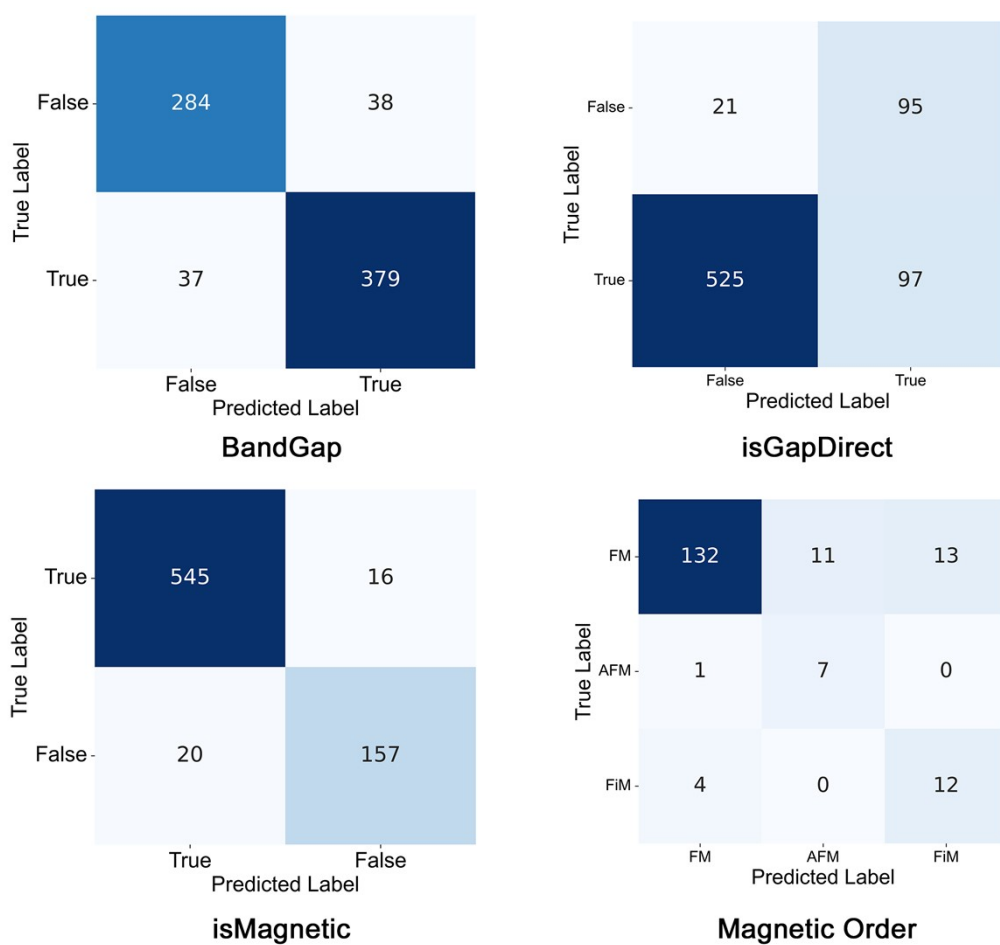 True Label
False
284
38
True
37
379
False
True
Predicted Label
BandGap
True Label
False
21
95
True
525
97
False
True
Predicted Label
isGapDirect
True Label
True
545
16
False
20
157
True
False
Predicted Label
isMagnetic
True Label
FM
132
11
13
AFM
1
7
0
FiM
4
0
12
FM
AFM
FiM
Predicted Label
Magnetic Order